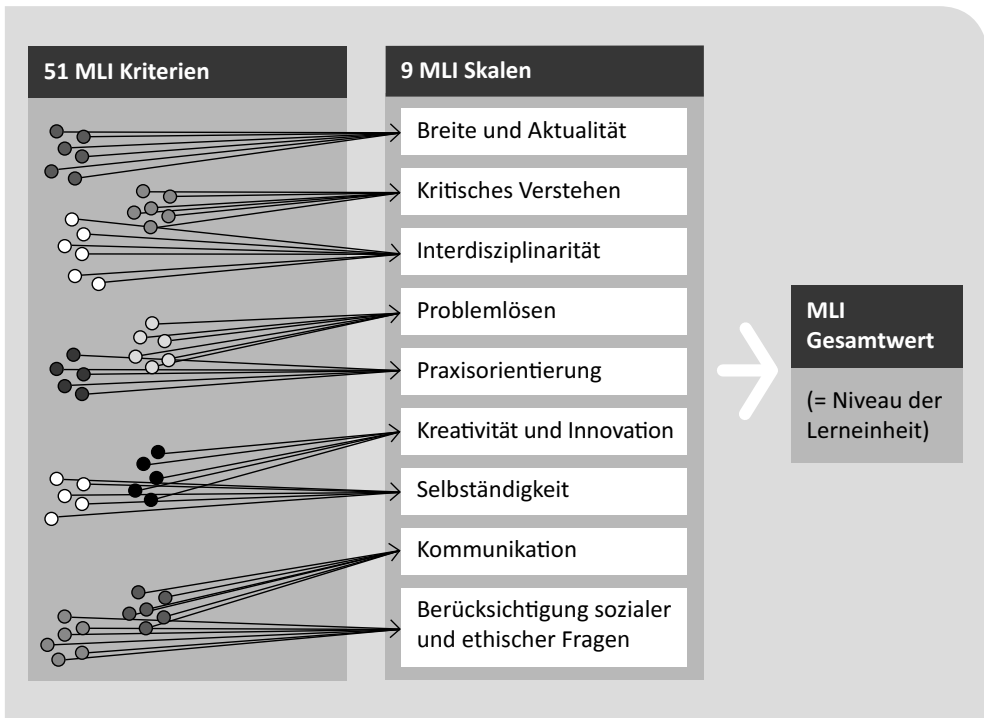 51 MLI Kriterien
9 MLI Skalen
Breite und Aktualität
Kritisches Verstehen
Interdisziplinarität
Problemlösen
Praxisorientierung
Kreativität und Innovation
Selbständigkeit
Kommunikation
Berücksichtigung sozialer
und ethischer Fragen
MLI
Gesamtwert
(= Niveau der
Lerneinheit)